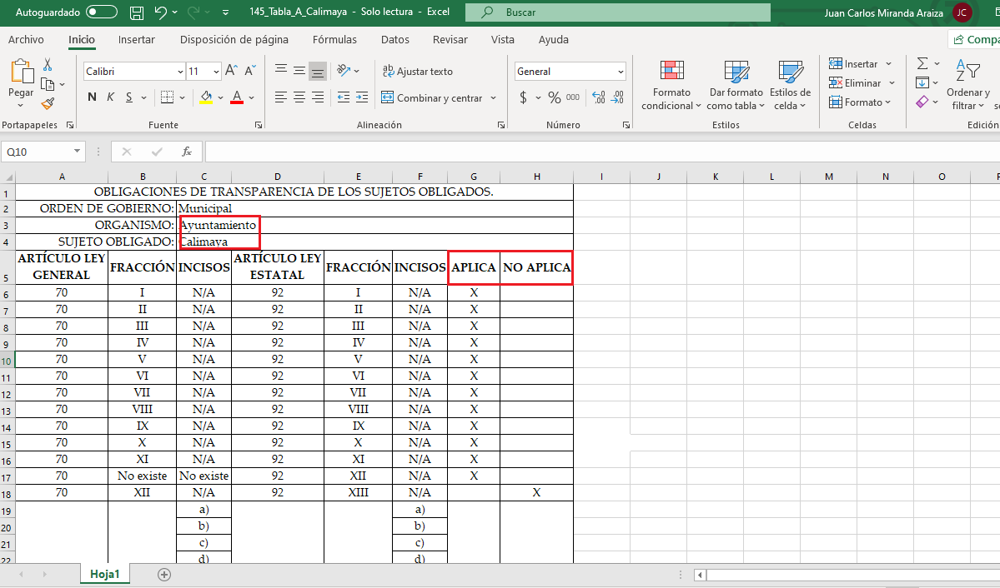 Autoguardado 145_Tabla_A_Calimaya - Solo lectura - Excel Buscar Juan Carlos Miranda Araiza JC
Archivo Inicio Insertar Disposición de página Fórmulas Datos Revisar Vista Ayuda Compa
Pegar Calibri 11 N K S A A A Ajustar texto Combinar y centrar General $ % 000 Formato condicional Dar formato como tabla Estilos de celda Insertar Eliminar Formato Ordenar y filtrar
Portapapeles Fuente Alineación Número Estilos Celdas Edición
Q10 fx
A B C D E F G H I J K L M N O
1 OBLIGACIONES DE TRANSPARENCIA DE LOS SUJETOS OBLIGADOS.
2 ORDEN DE GOBIERNO: Municipal
3 ORGANISMO: Ayuntamiento
4 SUJETO OBLIGADO: Calimaya
5 ARTÍCULO LEY GENERAL FRACCIÓN INCISOS ARTÍCULO LEY ESTATAL FRACCIÓN INCISOS APLICA NO APLICA
6 70 I N/A 92 I N/A X
7 70 II N/A 92 II N/A X
8 70 III N/A 92 III N/A X
9 70 IV N/A 92 IV N/A X
10 70 V N/A 92 V N/A X
11 70 VI N/A 92 VI N/A X
12 70 VII N/A 92 VII N/A X
13 70 VIII N/A 92 VIII N/A X
14 70 IX N/A 92 IX N/A X
15 70 X N/A 92 X N/A X
16 70 XI N/A 92 XI N/A X
17 70 No existe No existe 92 XII N/A X
18 70 XII N/A 92 XIII N/A X
19 a) a)
20 b) b)
21 c) c)
22 d) d)
Hoja1